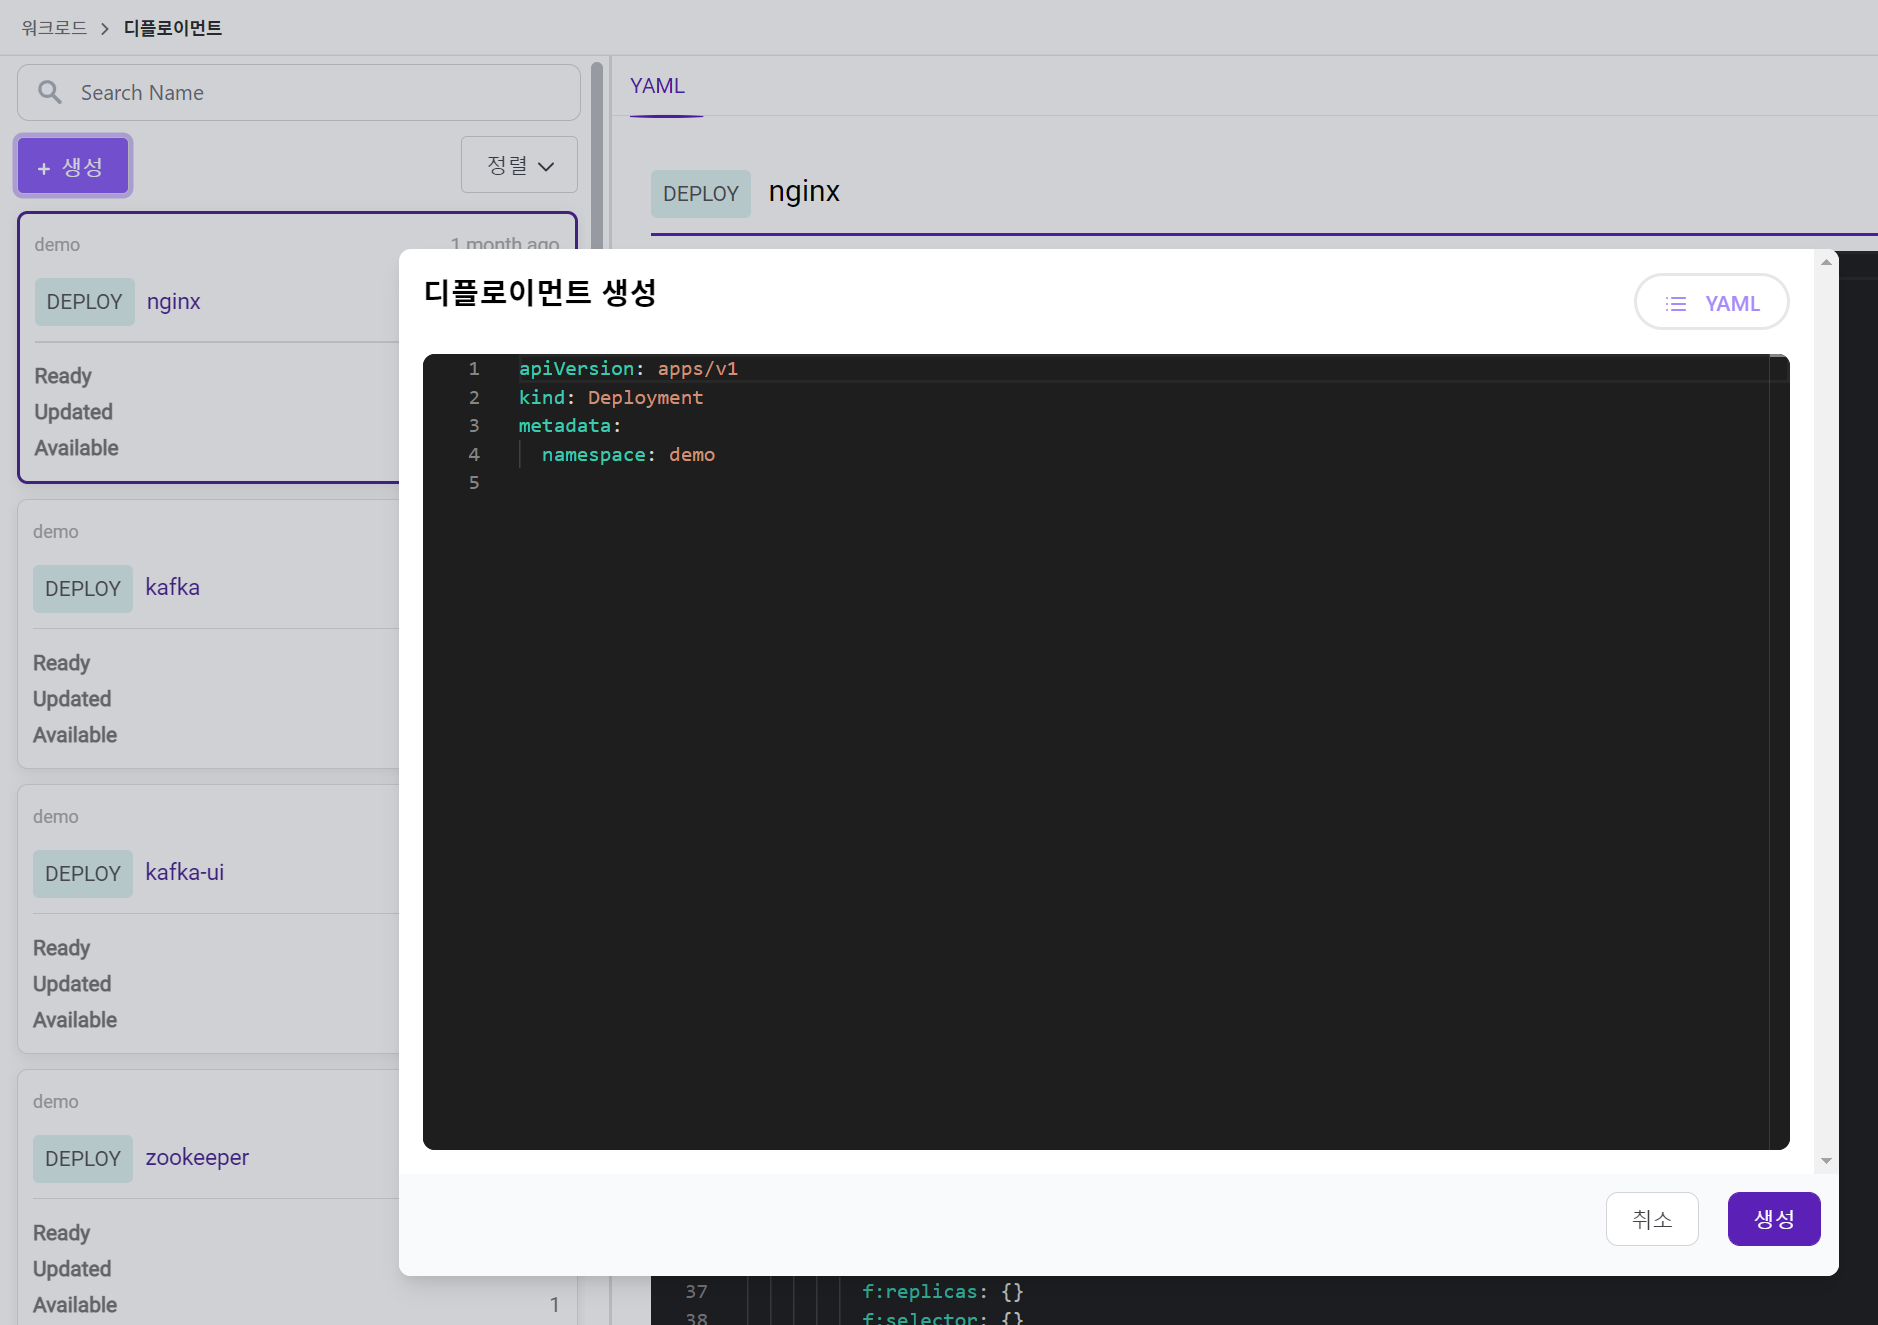 워크로드 > 디플로이먼트
Search Name
+ 생성
정렬
demo
1 month ago
DEPLOY nginx
Ready
Updated
Available
demo
DEPLOY kafka
Ready
Updated
Available
demo
DEPLOY kafka-ui
Ready
Updated
Available
demo
DEPLOY zookeeper
Ready
Updated
Available 1
YAML
DEPLOY nginx
디플로이먼트 생성
YAML
1 apiVersion: apps/v1
2 kind: Deployment
3 metadata:
4 namespace: demo
5
취소
생성
37 f:replicas: {}
38 f:selector: {}